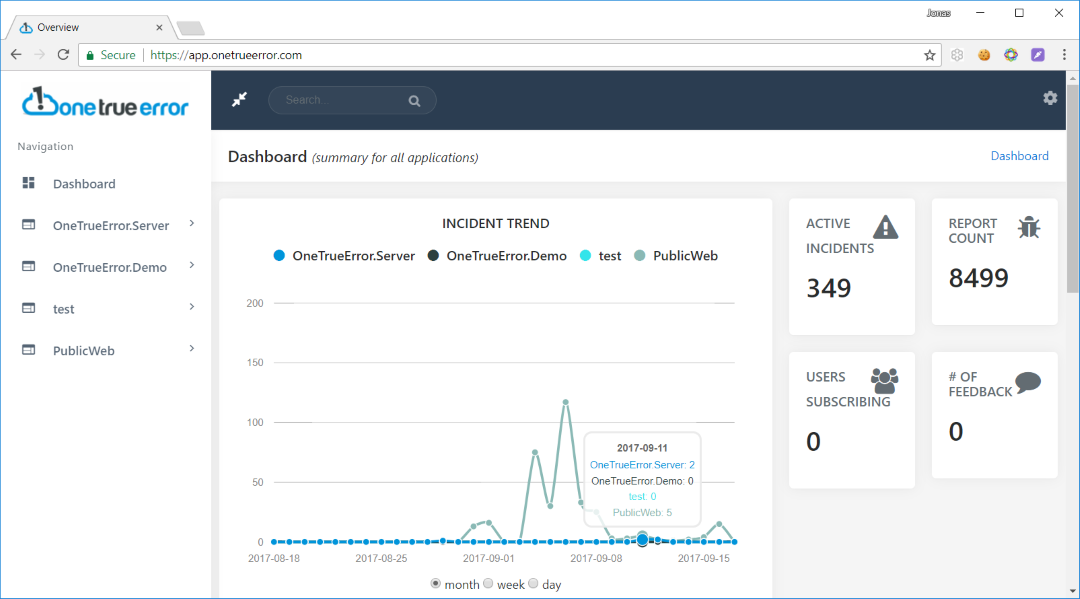 Overview
Jonas
Secure
https://app.onetrueerror.com
onetrueerror
Search...
Navigation
Dashboard (summary for all applications)
Dashboard
Dashboard
OneTrueError.Server
OneTrueError.Demo
test
PublicWeb
INCIDENT TREND
OneTrueError.Server
OneTrueError.Demo
test
PublicWeb
200
150
100
50
0
2017-09-11
OneTrueError.Server: 2
OneTrueError.Demo: 0
test: 0
PublicWeb: 5
2017-08-18
2017-08-25
2017-09-01
2017-09-08
2017-09-15
month
week
day
ACTIVE
INCIDENTS
349
REPORT
COUNT
8499
USERS
SUBSCRIBING
0
# OF
FEEDBACK
0